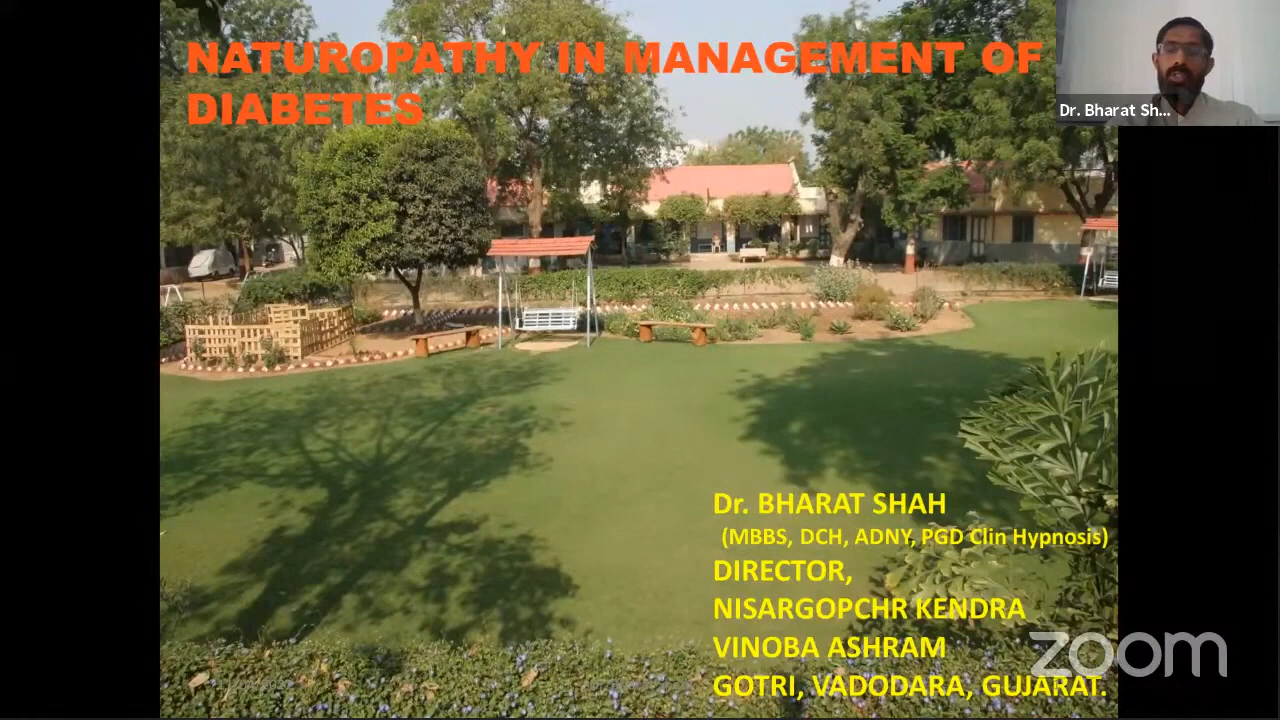 NATUROPATHY IN MANAGEMENT OF
DIABETES
Dr. Bharat Sh...
Dr. BHARAT SHAH
(MBBS, DCH, ADNY, PGD Clin Hypnosis)
DIRECTOR,
NISARGOPCHR KENDRA
VINOBA ASHRAM
GOTRI, VADODARA, GUJARAT.
zoom